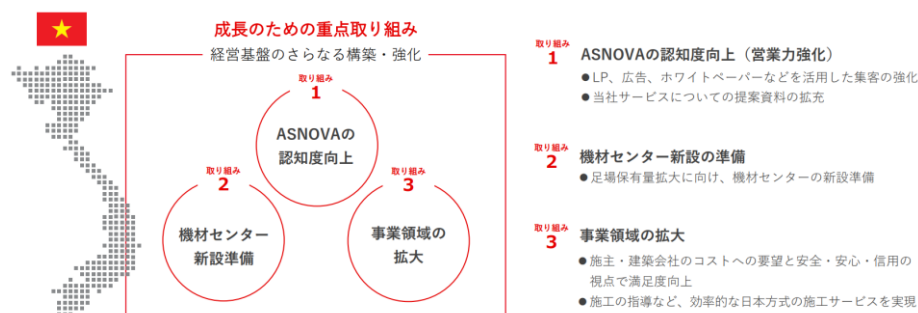 成長のための重点取り組み
経営基盤のさらなる構築・強化
取り組み
1
ASNOVAの
認知度向上
取り組み
2
機材センター
新設準備
取り組み
3
事業領域の
拡大
取り組み
1
ASNOVAの認知度向上（営業力強化）
●LP、広告、ホワイトペーパーなどを活用した集客の強化
●当社サービスについての提案資料の拡充
取り組み
2
機材センター新設の準備
●足場保有量拡大に向け、機材センターの新設準備
取り組み
3
事業領域の拡大
●施主・建築会社のコストへの要望と安全・安心・信用の
視点で満足度向上
●施工の指導など、効率的な日本方式の施工サービスを実現